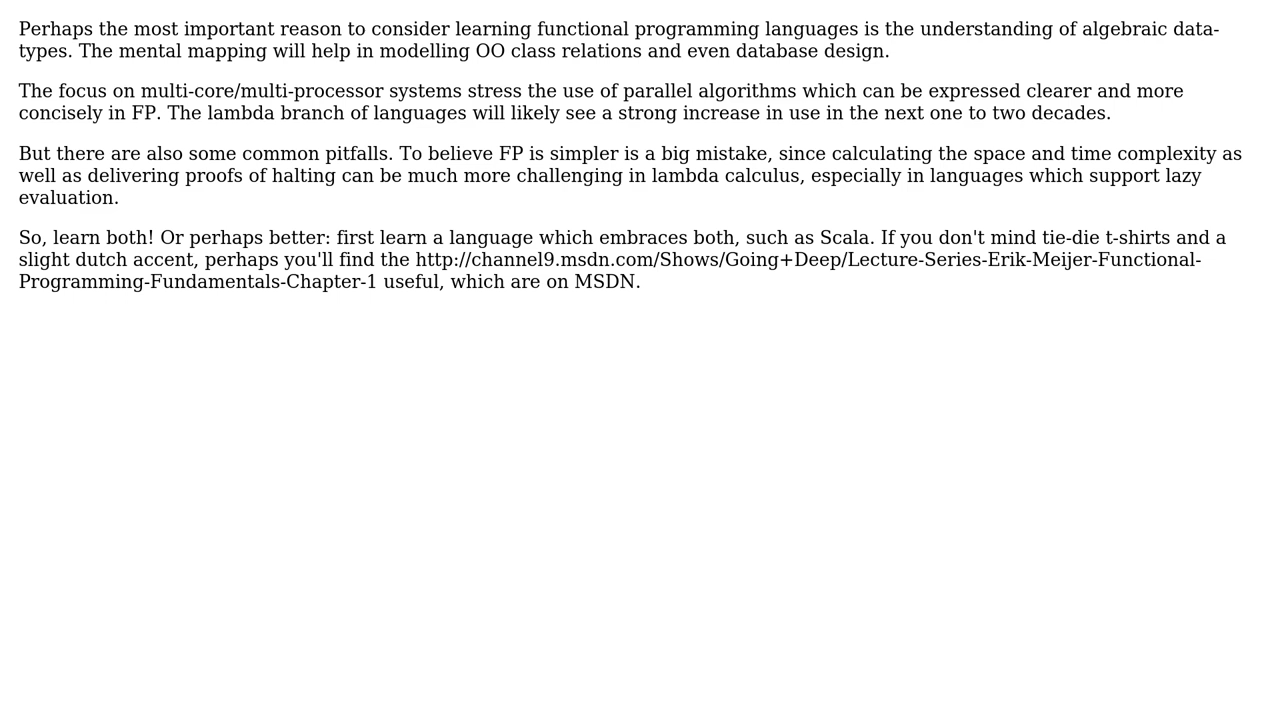 Perhaps the most important reason to consider learning functional programming languages is the understanding of algebraic data-
types. The mental mapping will help in modelling OO class relations and even database design.
The focus on multi-core/multi-processor systems stress the use of parallel algorithms which can be expressed clearer and more
concisely in FP. The lambda branch of languages will likely see a strong increase in use in the next one to two decades.
But there are also some common pitfalls. To believe FP is simpler is a big mistake, since calculating the space and time complexity as
well as delivering proofs of halting can be much more challenging in lambda calculus, especially in languages which support lazy
evaluation.
So, learn both! Or perhaps better: first learn a language which embraces both, such as Scala. If you don't mind tie-die t-shirts and a
slight dutch accent, perhaps you'll find the http://channel9.msdn.com/Shows/Going+Deep/Lecture-Series-Erik-Meijer-Functional-
Programming-Fundamentals-Chapter-1 useful, which are on MSDN.